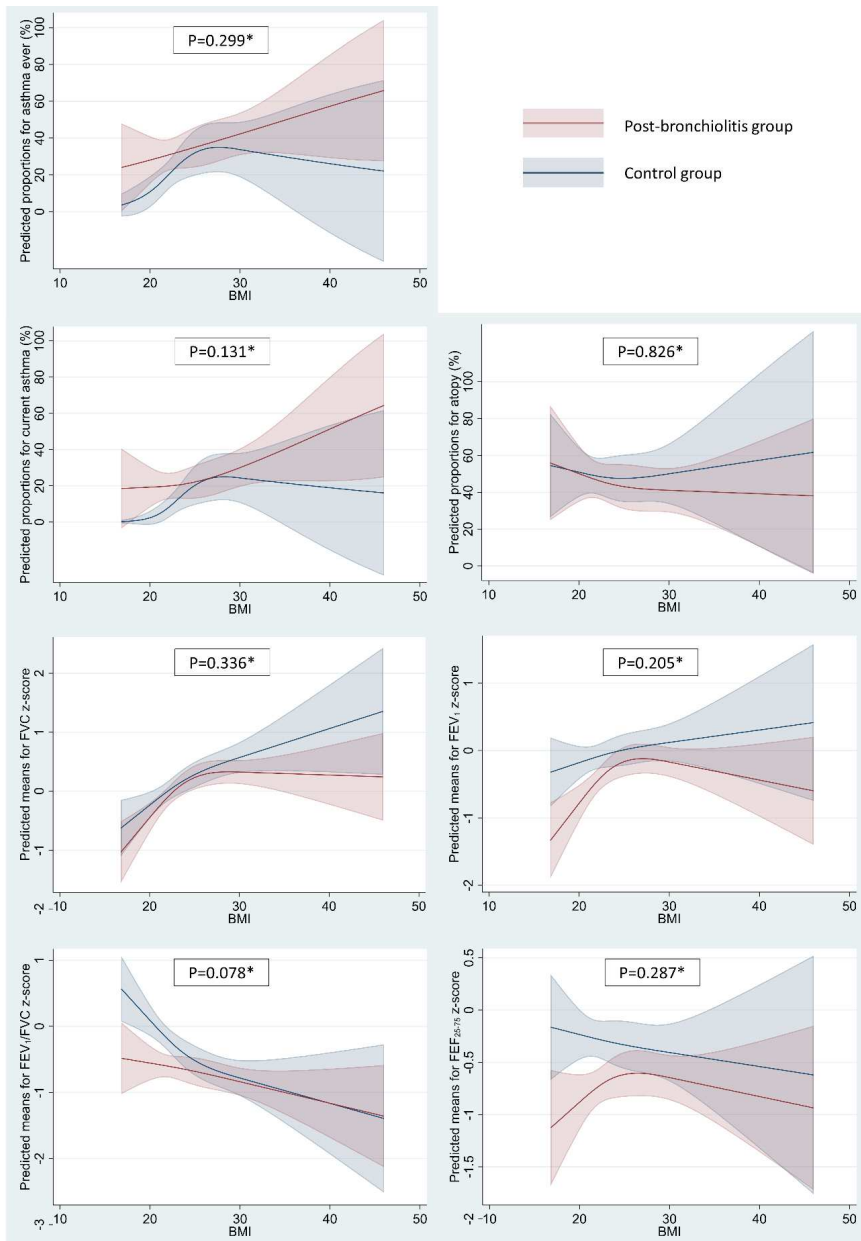 Predicted proportions for asthma ever (%)
P=0.299*
100
80
60
40
20
0
10 20 30 40 50
BMI
Post-bronchiolitis group
Control group
Predicted proportions for current asthma (%)
P=0.131*
100
80
60
40
20
0
10 20 30 40 50
BMI
Predicted proportions for atopy (%)
P=0.826*
100
80
60
40
20
0
10 20 30 40 50
BMI
Predicted means for FVC z-score
P=0.336*
2
1
0
-1
-2
10 20 30 40 50
BMI
Predicted means for FEV₁ z-score
P=0.205*
1
0
-1
-2
10 20 30 40 50
BMI
Predicted means for FEV₁/FVC z-score
P=0.078*
1
0
-1
-2
-3
10 20 30 40 50
BMI
Predicted means for FEF₂₅₋₇₅ z-score
P=0.287*
0.5
0
-0.5
-1
-1.5
-2
10 20 30 40 50
BMI